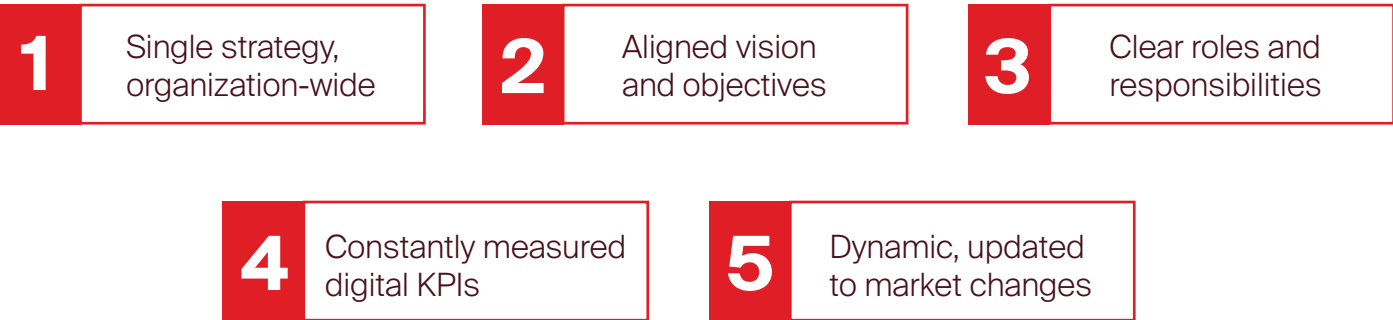 1
Single strategy,
organization-wide
2
Aligned vision
and objectives
3
Clear roles and
responsibilities
4
Constantly measured
digital KPIs
5
Dynamic, updated
to market changes